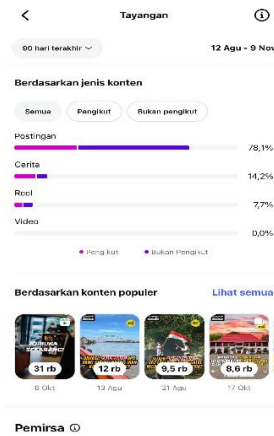 Tayangan
90 hari terakhir
12 Agu - 9 Nov
Berdasarkan jenis konten
Semua
Pengikut
Bukan pengikut
Postingan
78,1%
Cerita
14,2%
Reel
7,7%
Video
0,0%
Pengikut
Bukan Pengikut
Berdasarkan konten populer
Lihat semua
31 rb
12 rb
9,5 rb
8,6 rb
8 Okt
13 Agu
21 Agu
17 Okt
Pemirsa